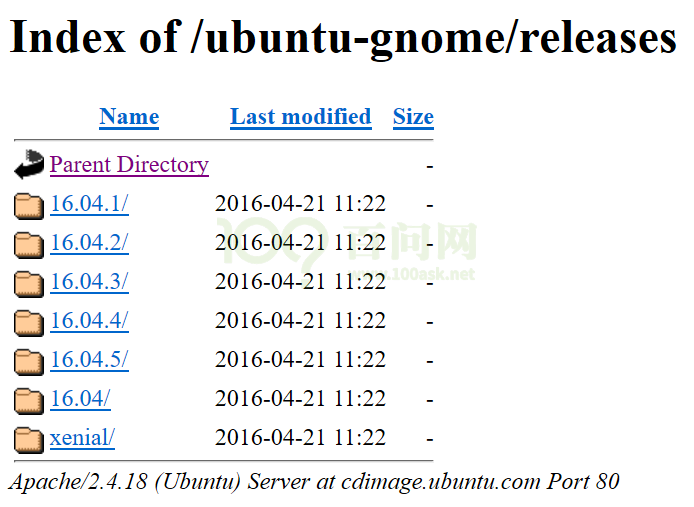 Index of /ubuntu-gnome/releases
Name Last modified Size
Parent Directory -
16.04.1/ 2016-04-21 11:22 -
16.04.2/ 2016-04-21 11:22 -
100 百问网
16.04.3/ 2016-04-21 11:22 -
www.100ask.net
16.04.4/ 2016-04-21 11:22 -
16.04.5/ 2016-04-21 11:22 -
16.04/ 2016-04-21 11:22 -
xenial/ 2016-04-21 11:22 -
Apache/2.4.18 (Ubuntu) Server at cdimage.ubuntu.com Port 80